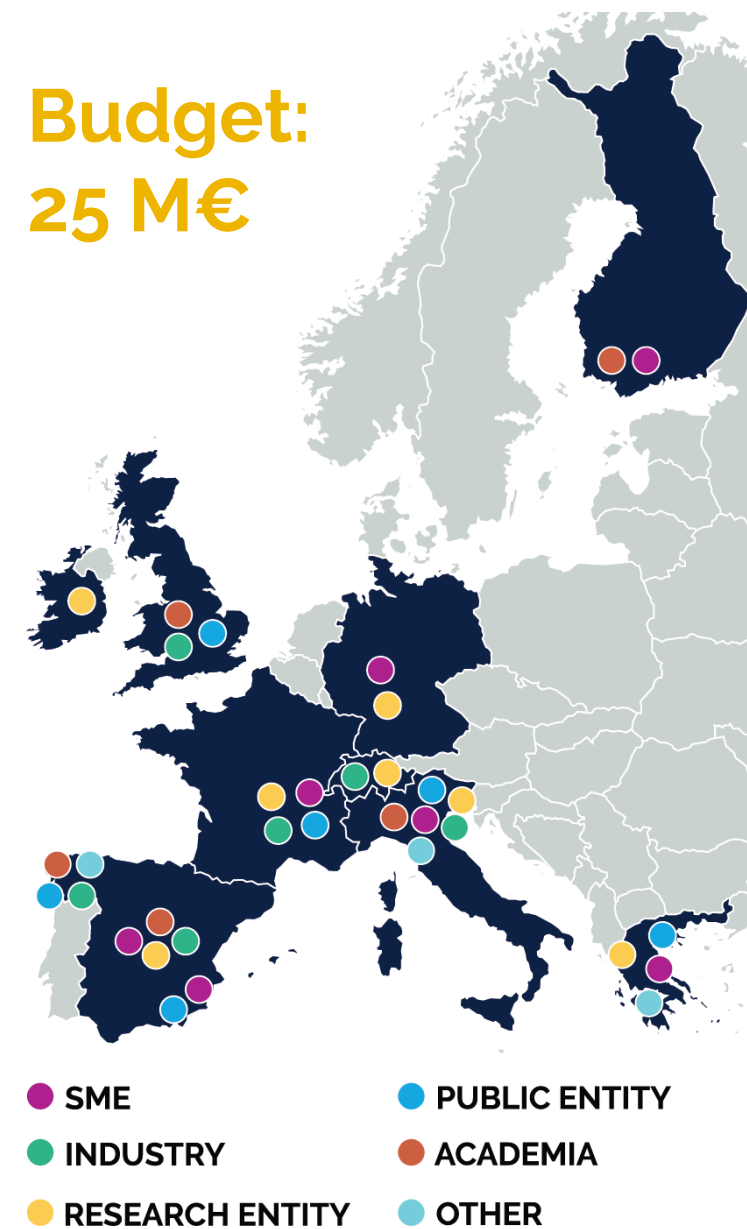 Budget:
25 M€
SME
PUBLIC ENTITY
INDUSTRY
ACADEMIA
RESEARCH ENTITY
OTHER